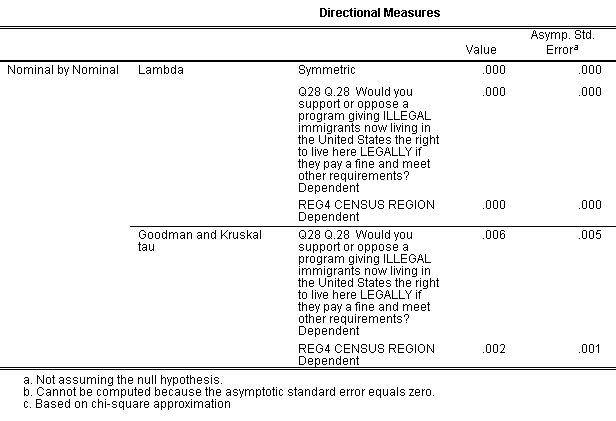 Directional Measures
Value
Asymp. Std.
Errorᵃ
Nominal by Nominal Lambda Symmetric .000 .000
Q28 Q.28 Would you .000 .000
support or oppose a
program giving ILLEGAL
immigrants now living in
the United States the right
to live here LEGALLY if
they pay a fine and meet
other requirements?
Dependent
REG4 CENSUS REGION .000 .000
Dependent
Goodman and Kruskal Q28 Q.28 Would you .006 .005
tau support or oppose a
program giving ILLEGAL
immigrants now living in
the United States the right
to live here LEGALLY if
they pay a fine and meet
other requirements?
Dependent
REG4 CENSUS REGION .002 .001
Dependent
a. Not assuming the null hypothesis.
b. Cannot be computed because the asymptotic standard error equals zero.
c. Based on chi-square approximation